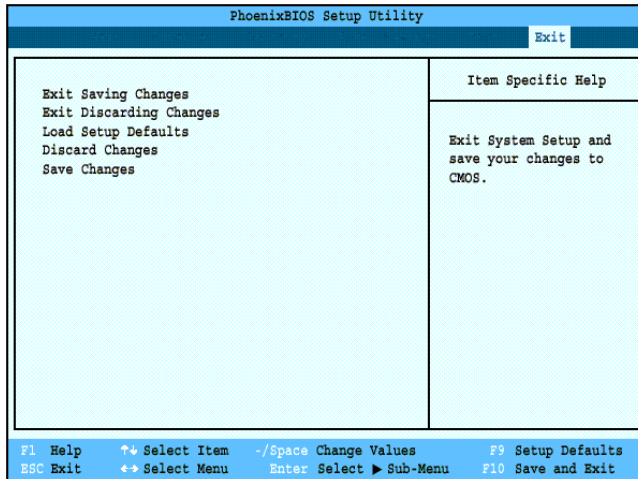 PhoenixBIOS Setup Utility
Exit
Exit Saving Changes
Exit Discarding Changes
Load Setup Defaults
Discard Changes
Save Changes
Item Specific Help
Exit System Setup and
save your changes to
CMOS.
F1 Help ↑↓ Select Item -/Space Change Values F9 Setup Defaults
ESC Exit ↔ Select Menu Enter Select ▶ Sub-Menu F10 Save and Exit